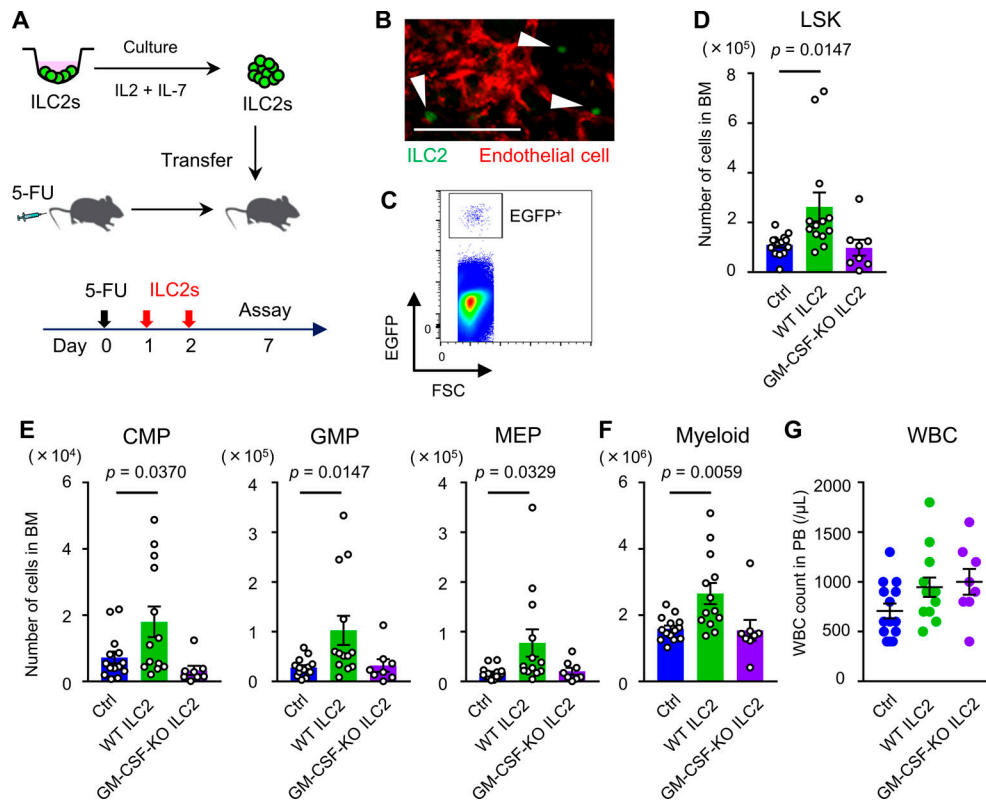 A
Culture
IL2 + IL-7
ILC2s
ILC2s
Transfer
5-FU
5-FU
ILC2s
Assay
Day 0 1 2 7
B
ILC2 Endothelial cell
C
EGFP⁺
EGFP
0
0
FSC
D
LSK
(× 10⁵)
p = 0.0147
Number of cells in BM
8
6
4
2
0
Ctrl
WT ILC2
GM-CSF-KO ILC2
E
CMP
(× 10⁴)
p = 0.0370
Number of cells in BM
6
4
2
0
Ctrl
WT ILC2
GM-CSF-KO ILC2
GMP
(× 10⁵)
p = 0.0147
4
3
2
1
0
Ctrl
WT ILC2
GM-CSF-KO ILC2
MEP
(× 10⁵)
p = 0.0329
4
3
2
1
0
Ctrl
WT ILC2
GM-CSF-KO ILC2
F
Myeloid
(× 10⁶)
p = 0.0059
6
4
2
0
Ctrl
WT ILC2
GM-CSF-KO ILC2
G
WBC
WBC count in PB (/μL)
2000
1500
1000
500
0
Ctrl
WT ILC2
GM-CSF-KO ILC2